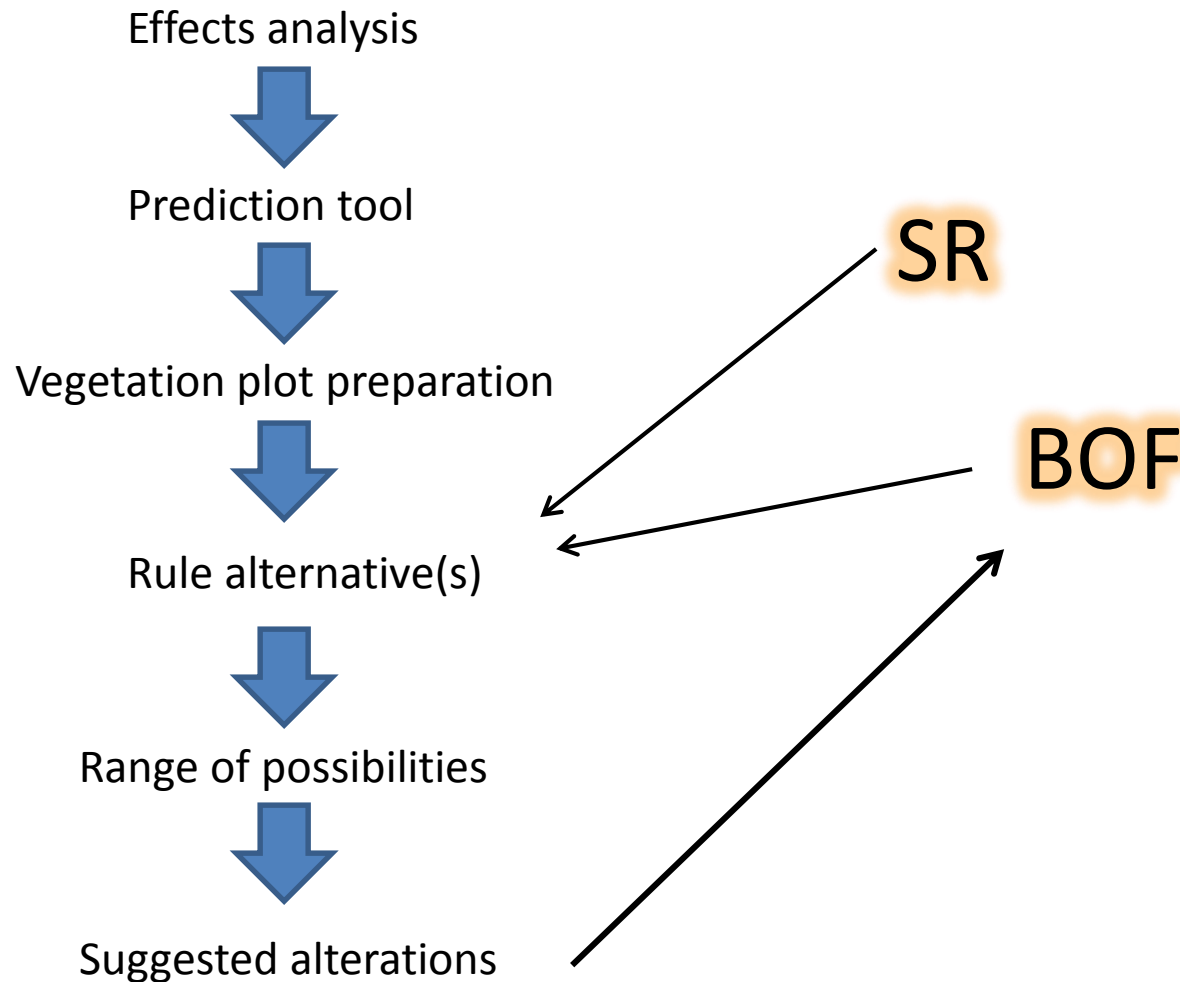 Effects analysis
Prediction tool
SR
Vegetation plot preparation
BOF
Rule alternative(s)
Range of possibilities
Suggested alterations